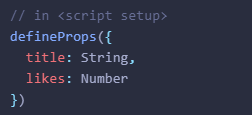 // in <script setup>
defineProps({
  title: String,
  likes: Number
})